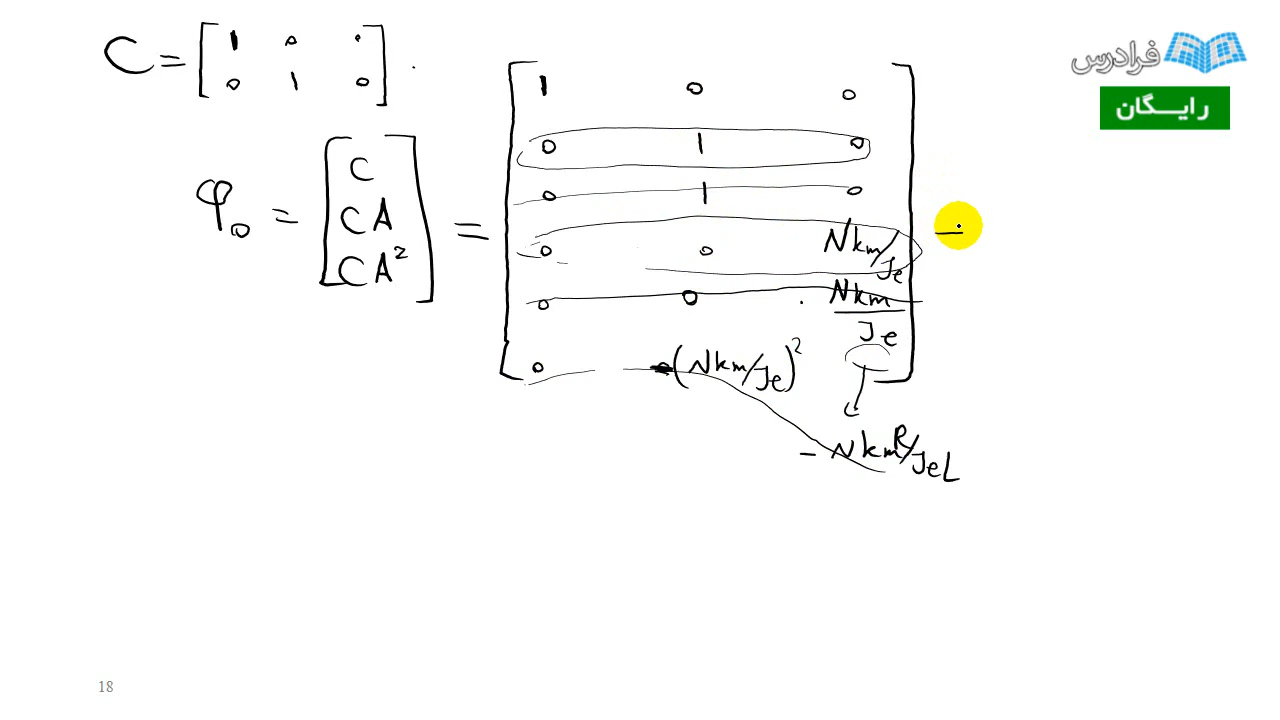 C = [ 1 0 0
0 1 0 ] .
فرادرس
رایگان
φ₀ = [ C
CA
CA² ] = [ 1 0 0
0 1 0
0 1 0
0 0 Nkm/Je
0 0 Nkm/Je
0 (Nkm/Je)² ] =
- NkmR/JeL
18